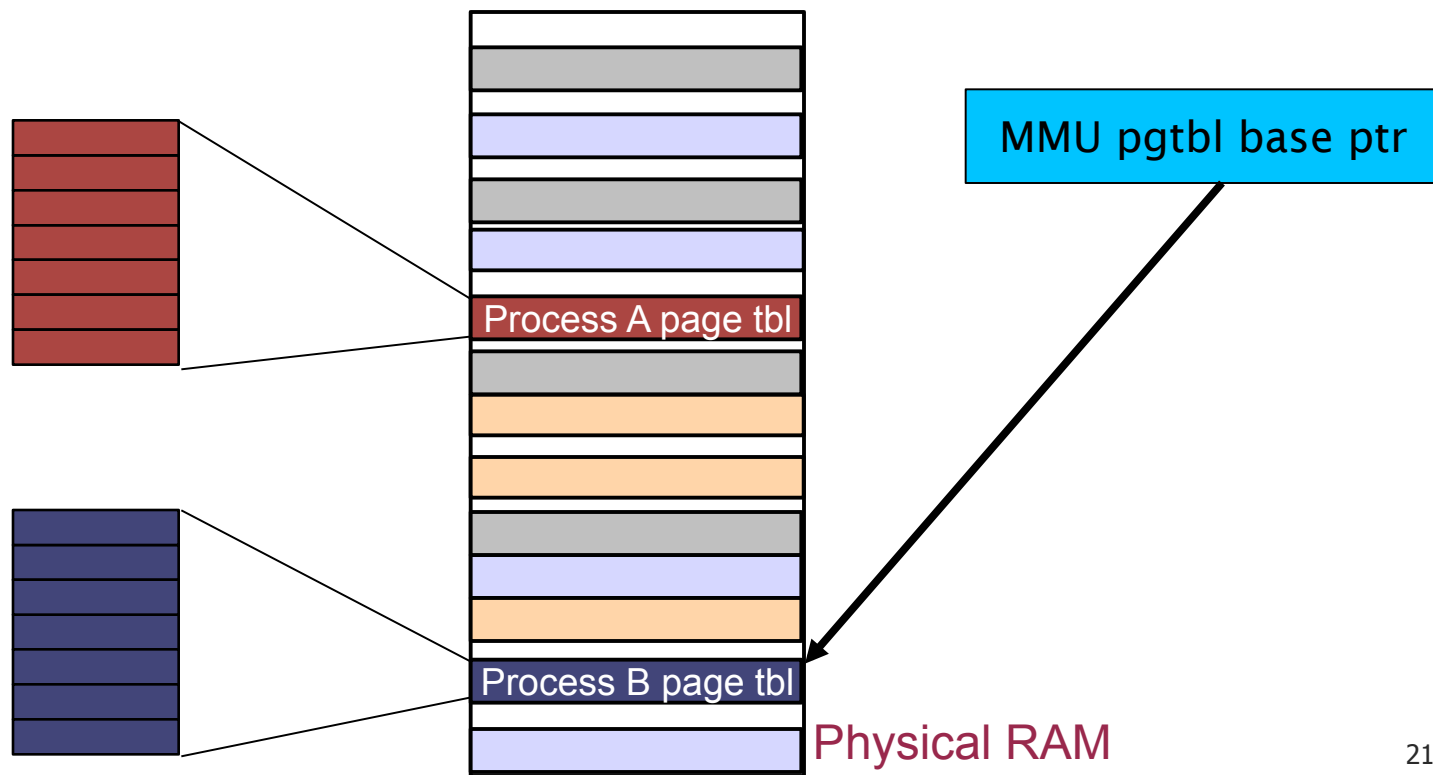 MMU pgtbl base ptr
Process A page tbl
Process B page tbl
Physical RAM
21